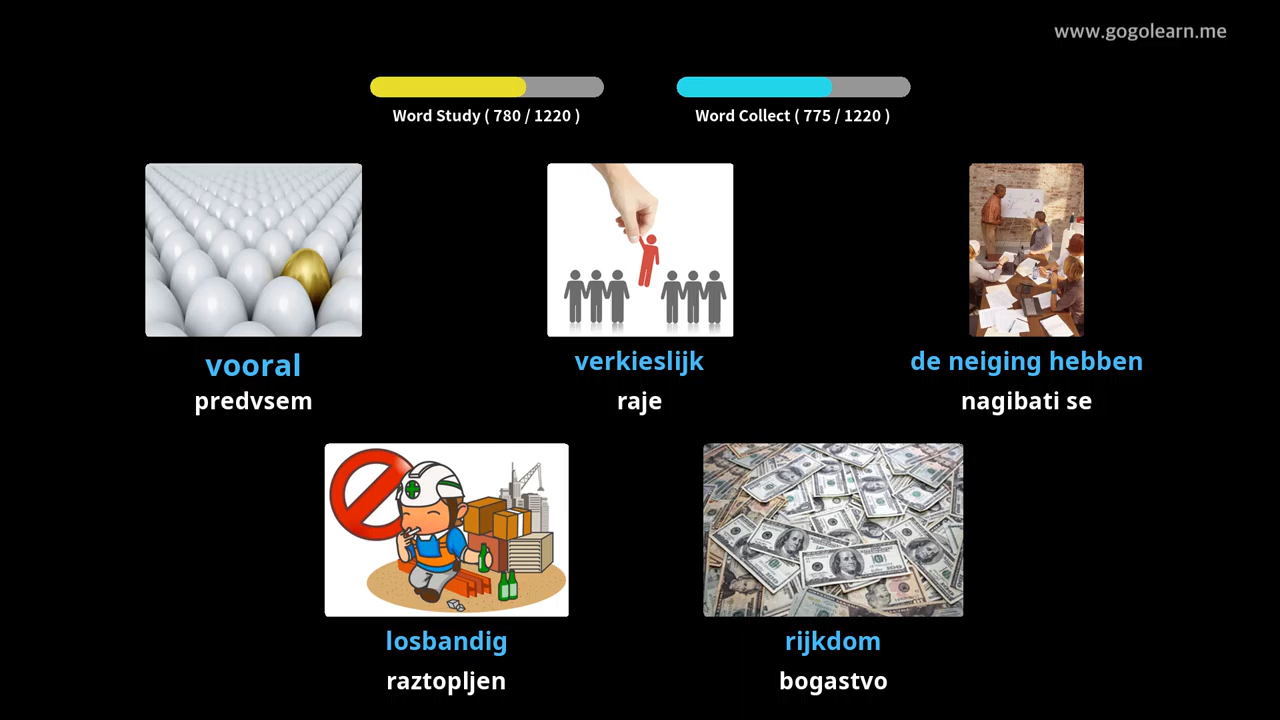 www.gogolearn.me
Word Study ( 780 / 1220 )
Word Collect ( 775 / 1220 )
vooral
predvsem
verkieslijk
raje
de neiging hebben
nagibati se
losbandig
raztopljen
rijkdom
bogastvo